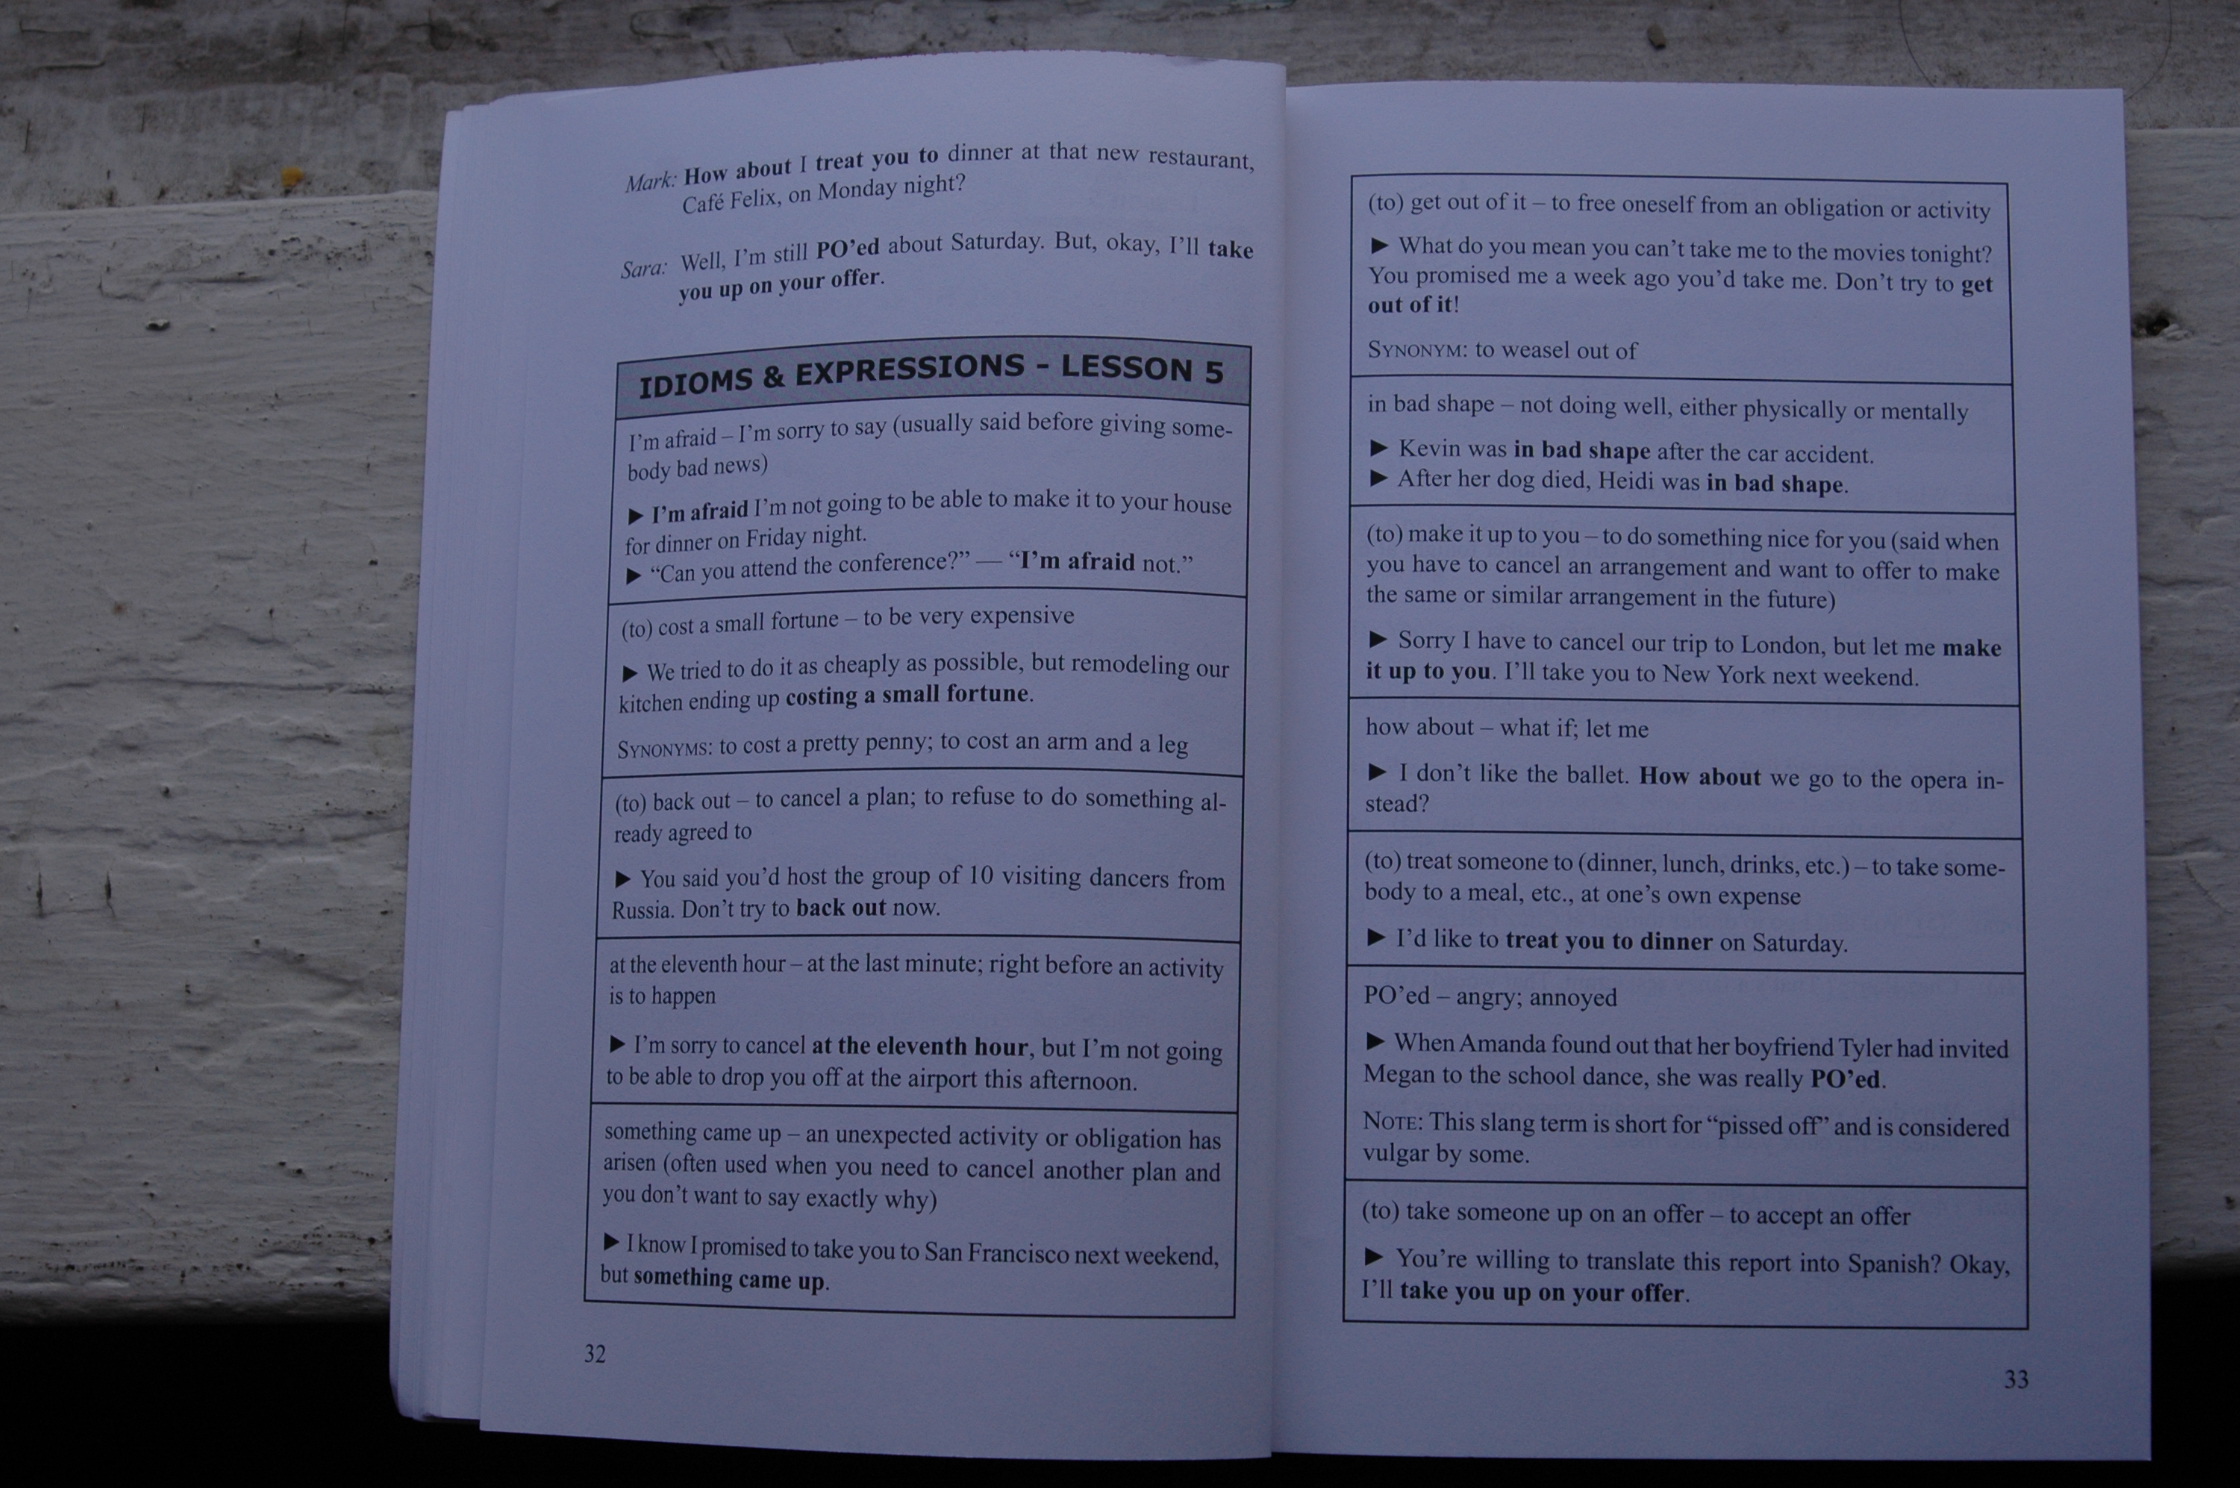 Mark: How about I treat you to dinner at that new restaurant,
Café Felix, on Monday night?
Sara: Well, I'm still PO'ed about Saturday. But, okay, I'll take
you up on your offer.
IDIOMS & EXPRESSIONS - LESSON 5
I'm afraid – I'm sorry to say (usually said before giving some-
body bad news)
► I'm afraid I'm not going to be able to make it to your house
for dinner on Friday night.
► “Can you attend the conference?” — “I'm afraid not.”
(to) cost a small fortune – to be very expensive
► We tried to do it as cheaply as possible, but remodeling our
kitchen ending up costing a small fortune.
SYNONYMS: to cost a pretty penny; to cost an arm and a leg
(to) back out – to cancel a plan; to refuse to do something al-
ready agreed to
► You said you'd host the group of 10 visiting dancers from
Russia. Don't try to back out now.
at the eleventh hour – at the last minute; right before an activity
is to happen
► I'm sorry to cancel at the eleventh hour, but I'm not going
to be able to drop you off at the airport this afternoon.
something came up – an unexpected activity or obligation has
arisen (often used when you need to cancel another plan and
you don't want to say exactly why)
► I know I promised to take you to San Francisco next weekend,
but something came up.
32
(to) get out of it – to free oneself from an obligation or activity
► What do you mean you can't take me to the movies tonight?
You promised me a week ago you'd take me. Don't try to get
out of it!
SYNONYM: to weasel out of
in bad shape – not doing well, either physically or mentally
► Kevin was in bad shape after the car accident.
► After her dog died, Heidi was in bad shape.
(to) make it up to you – to do something nice for you (said when
you have to cancel an arrangement and want to offer to make
the same or similar arrangement in the future)
► Sorry I have to cancel our trip to London, but let me make
it up to you. I'll take you to New York next weekend.
how about – what if; let me
► I don't like the ballet. How about we go to the opera in-
stead?
(to) treat someone to (dinner, lunch, drinks, etc.) – to take some-
body to a meal, etc., at one's own expense
► I'd like to treat you to dinner on Saturday.
PO'ed – angry; annoyed
► When Amanda found out that her boyfriend Tyler had invited
Megan to the school dance, she was really PO'ed.
NOTE: This slang term is short for “pissed off” and is considered
vulgar by some.
(to) take someone up on an offer – to accept an offer
► You're willing to translate this report into Spanish? Okay,
I'll take you up on your offer.
33